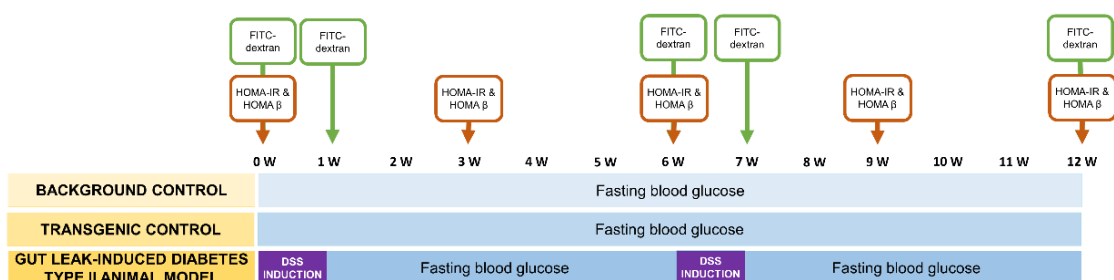 FITC-
dextran
FITC-
dextran
FITC-
dextran
FITC-
dextran
FITC-
dextran
HOMA-IR &
HOMA β
HOMA-IR &
HOMA β
HOMA-IR &
HOMA β
HOMA-IR &
HOMA β
HOMA-IR &
HOMA β
0 W 1 W 2 W 3 W 4 W 5 W 6 W 7 W 8 W 9 W 10 W 11 W 12 W
BACKGROUND CONTROL
Fasting blood glucose
TRANSGENIC CONTROL
Fasting blood glucose
GUT LEAK-INDUCED DIABETES
TYPE II ANIMAL MODEL
DSS
INDUCTION
Fasting blood glucose
DSS
INDUCTION
Fasting blood glucose